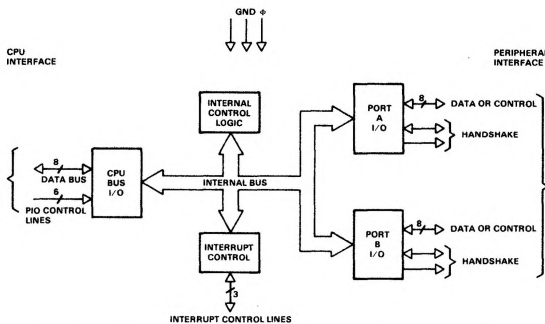 GND Φ
CPU
INTERFACE
PERIPHERAL
INTERFACE
INTERNAL
CONTROL
LOGIC
PORT
A
I/O
8
DATA OR CONTROL
HANDSHAKE
8
DATA BUS
6
PIO CONTROL
LINES
CPU
BUS
I/O
INTERNAL BUS
INTERRUPT
CONTROL
3
INTERRUPT CONTROL LINES
PORT
B
I/O
8
DATA OR CONTROL
HANDSHAKE